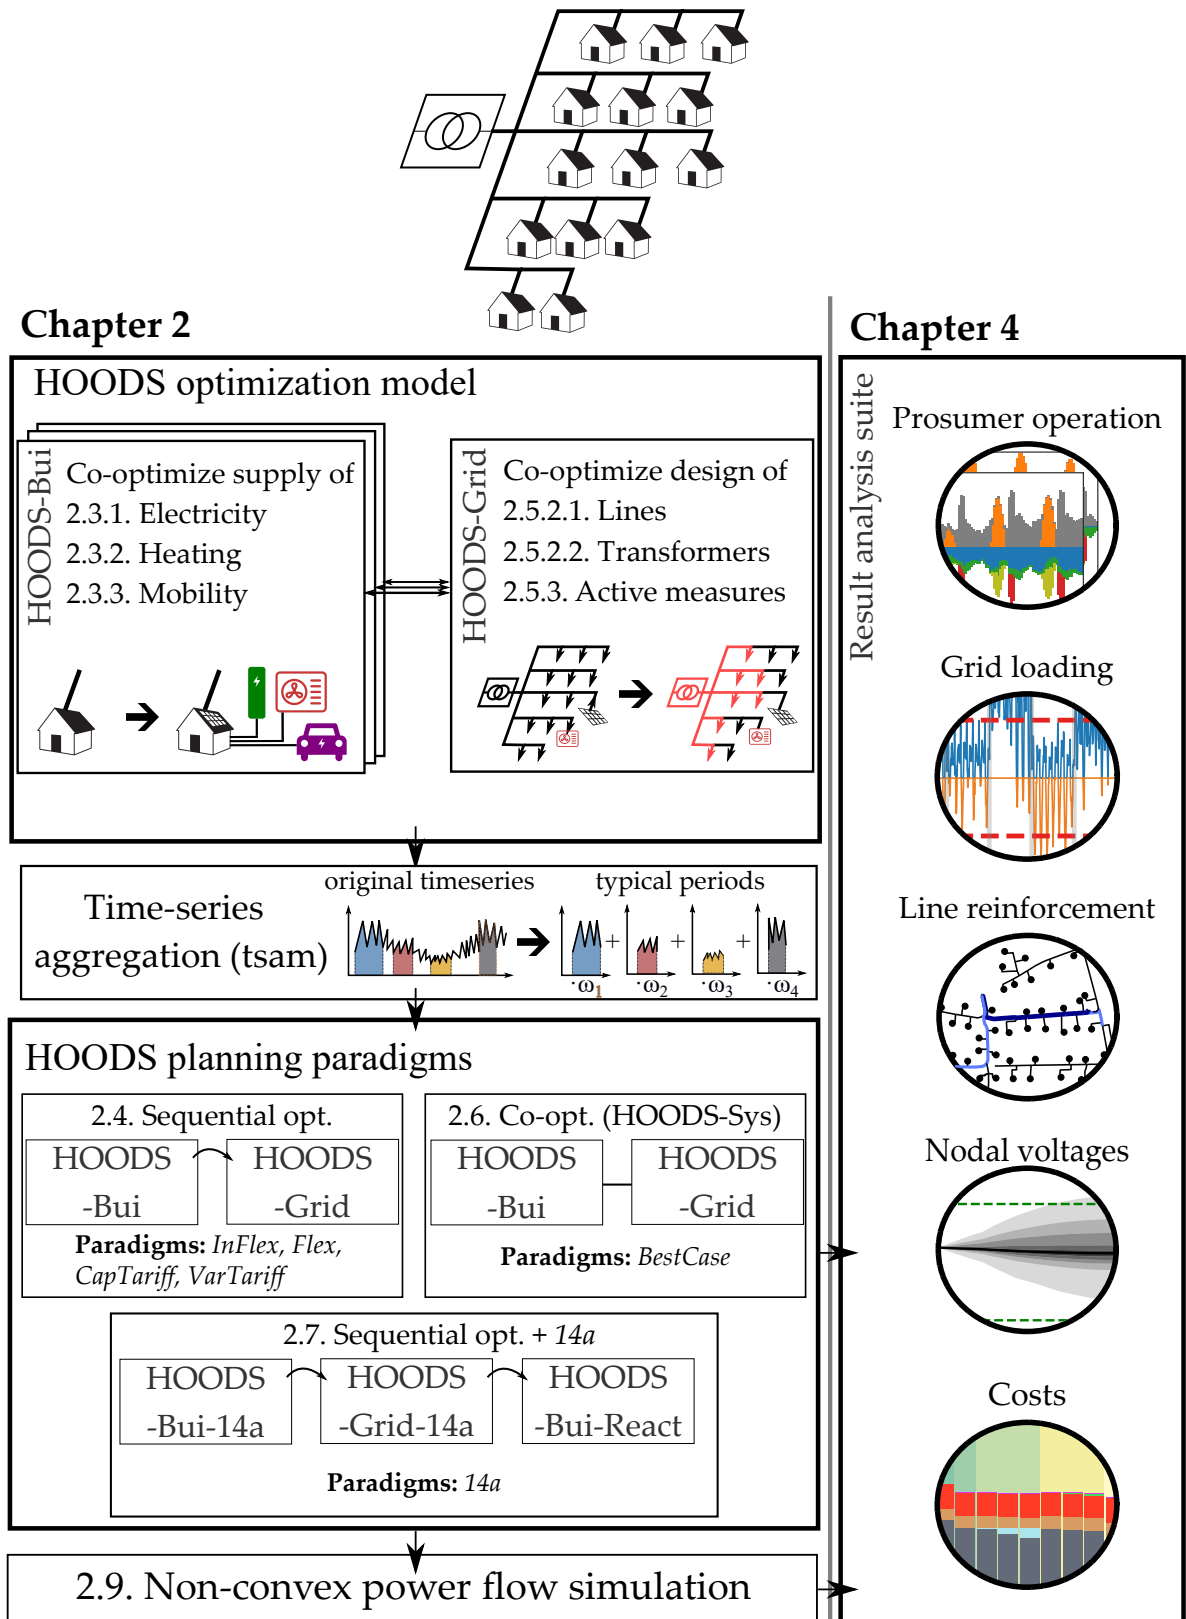 Chapter 2
HOODS optimization model
HOODS-Bui
Co-optimize supply of
2.3.1. Electricity
2.3.2. Heating
2.3.3. Mobility
HOODS-Grid
Co-optimize design of
2.5.2.1. Lines
2.5.2.2. Transformers
2.5.3. Active measures
Time-series
aggregation (tsam)
original timeseries
typical periods
+ + +
·ω1 ·ω2 ·ω3 ·ω4
HOODS planning paradigms
2.4. Sequential opt.
HOODS
-Bui
HOODS
-Grid
Paradigms: InFlex, Flex,
CapTariff, VarTariff
2.6. Co-opt. (HOODS-Sys)
HOODS
-Bui
HOODS
-Grid
Paradigms: BestCase
2.7. Sequential opt. + 14a
HOODS
-Bui-14a
HOODS
-Grid-14a
HOODS
-Bui-React
Paradigms: 14a
2.9. Non-convex power flow simulation
Chapter 4
Result analysis suite
Prosumer operation
Grid loading
Line reinforcement
Nodal voltages
Costs